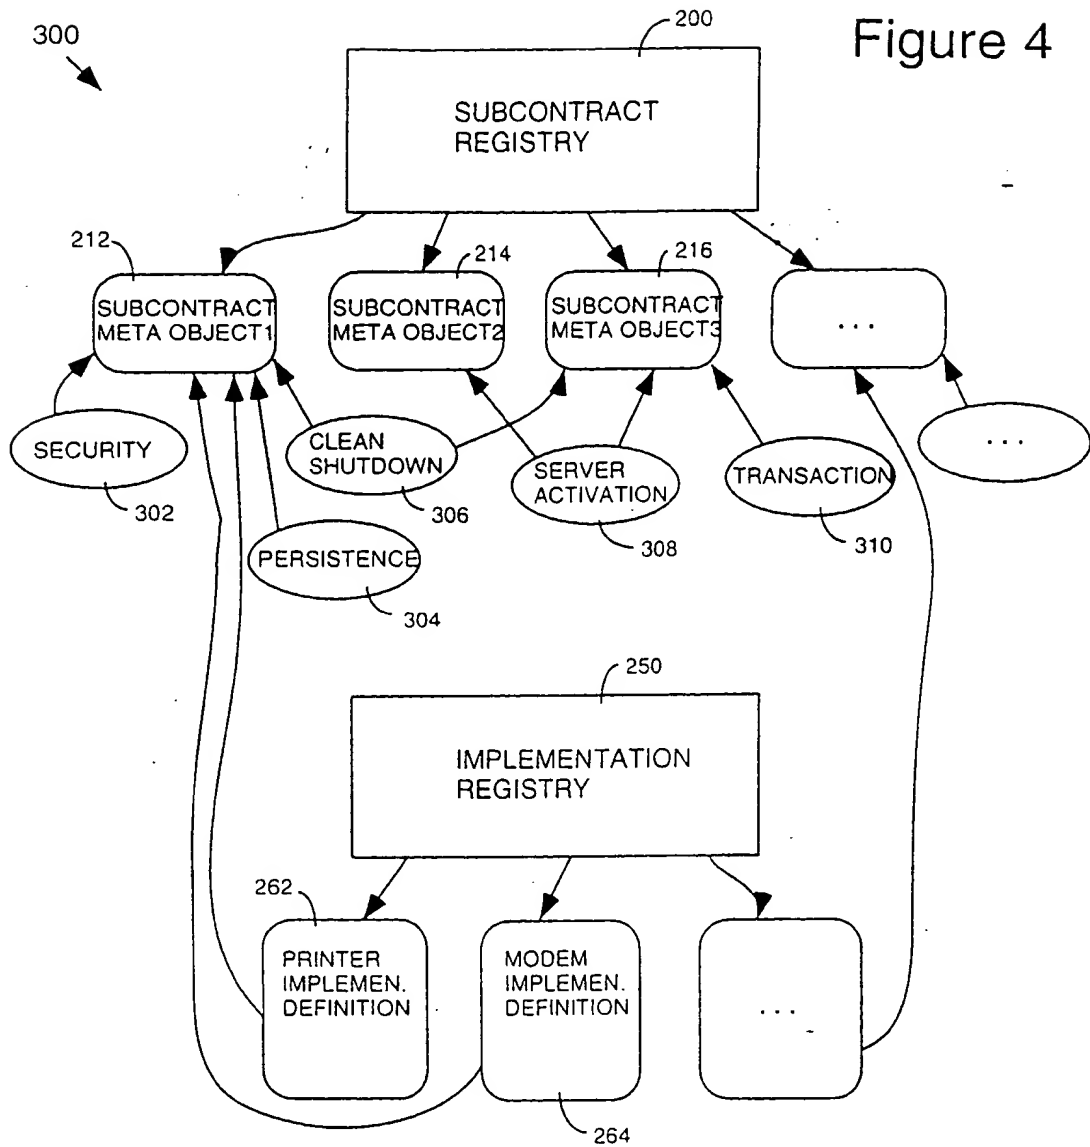 300
200
Figure 4
SUBCONTRACT
REGISTRY
212
214
216
SUBCONTRACT
META OBJECT1
SUBCONTRACT
META OBJECT2
SUBCONTRACT
META OBJECT3
...
SECURITY
302
CLEAN
SHUTDOWN
306
SERVER
ACTIVATION
308
TRANSACTION
310
...
PERSISTENCE
304
250
IMPLEMENTATION
REGISTRY
262
PRINTER
IMPLEMEN.
DEFINITION
MODEM
IMPLEMEN.
DEFINITION
264
...